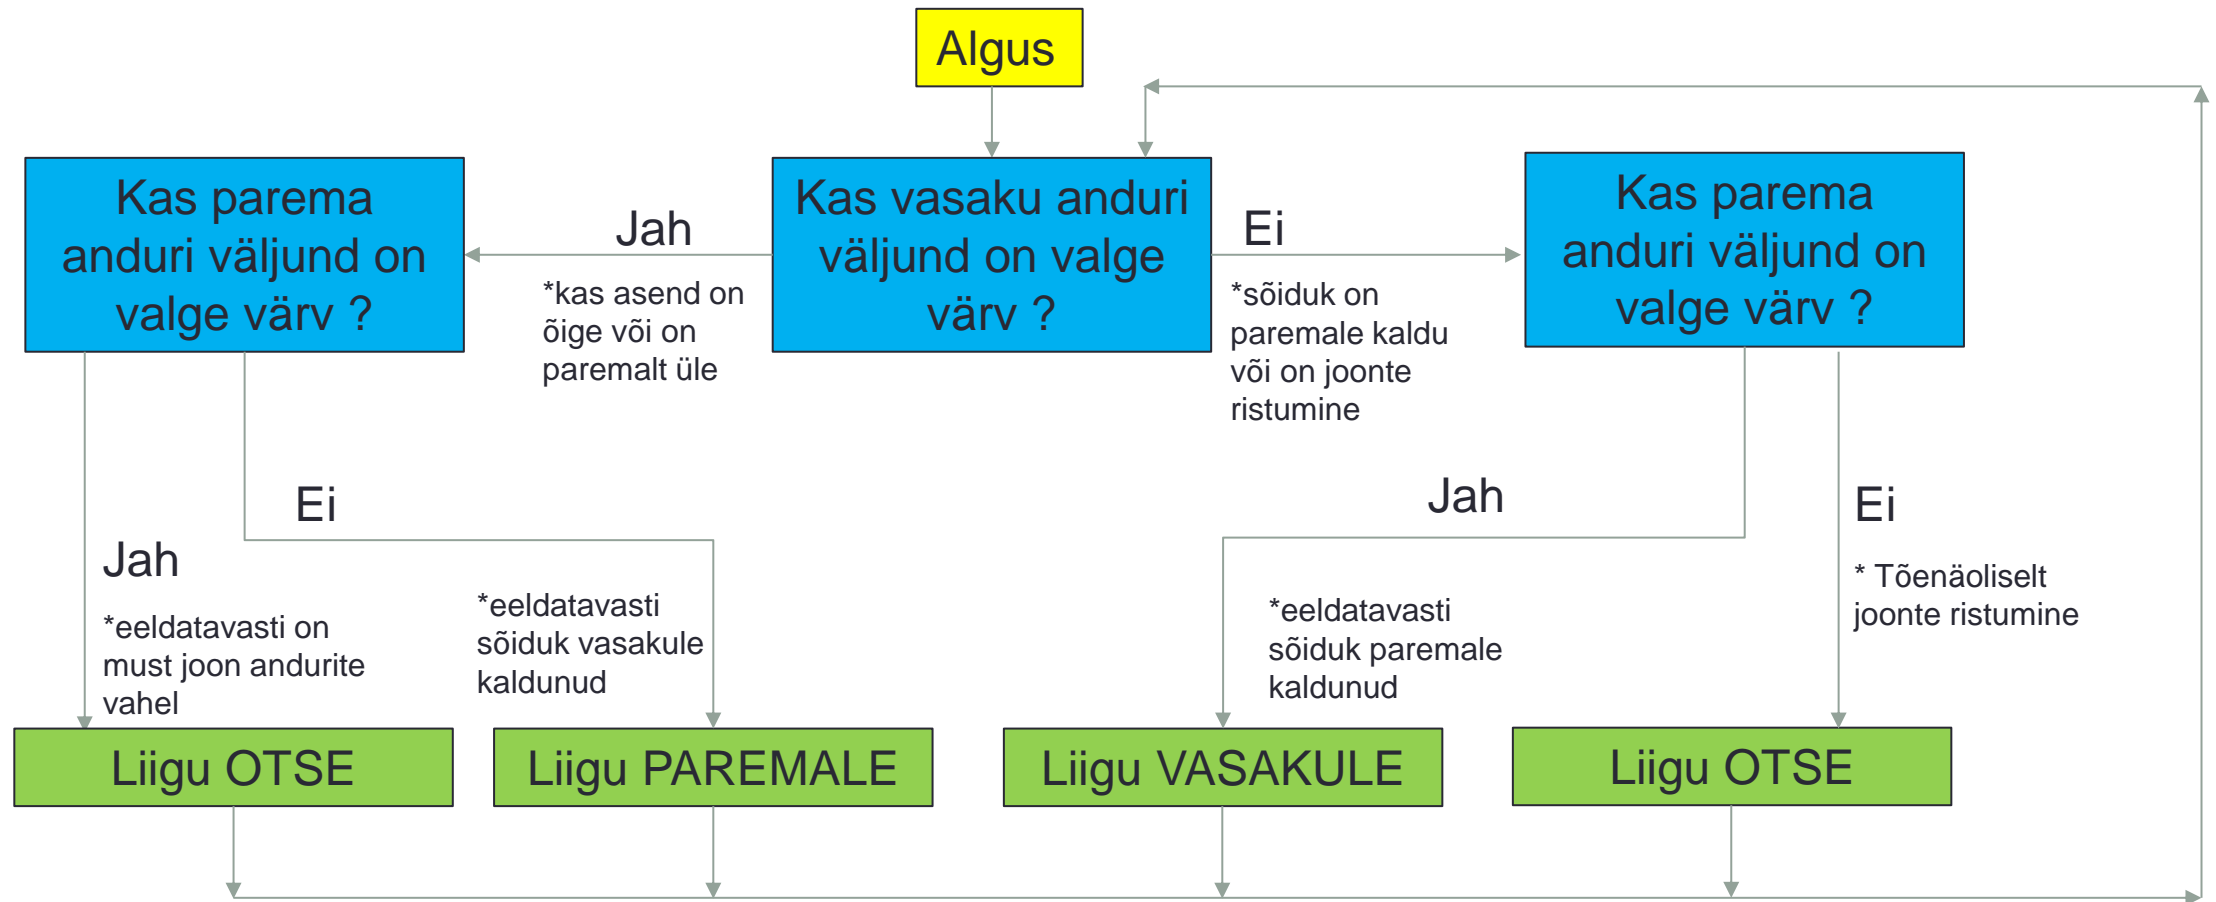 Algus
Kas parema
anduri väljund on
valge värv ?
Jah
*kas asend on
õige või on
paremalt üle
Kas vasaku anduri
väljund on valge
värv ?
Ei
*sõiduk on
paremale kaldu
või on joonte
ristumine
Kas parema
anduri väljund on
valge värv ?
Jah
*eeldatavasti on
must joon andurite
vahel
Ei
*eeldatavasti
sõiduk vasakule
kaldunud
Jah
*eeldatavasti
sõiduk paremale
kaldunud
Ei
* Tõenäoliselt
joonte ristumine
Liigu OTSE
Liigu PAREMALE
Liigu VASAKULE
Liigu OTSE